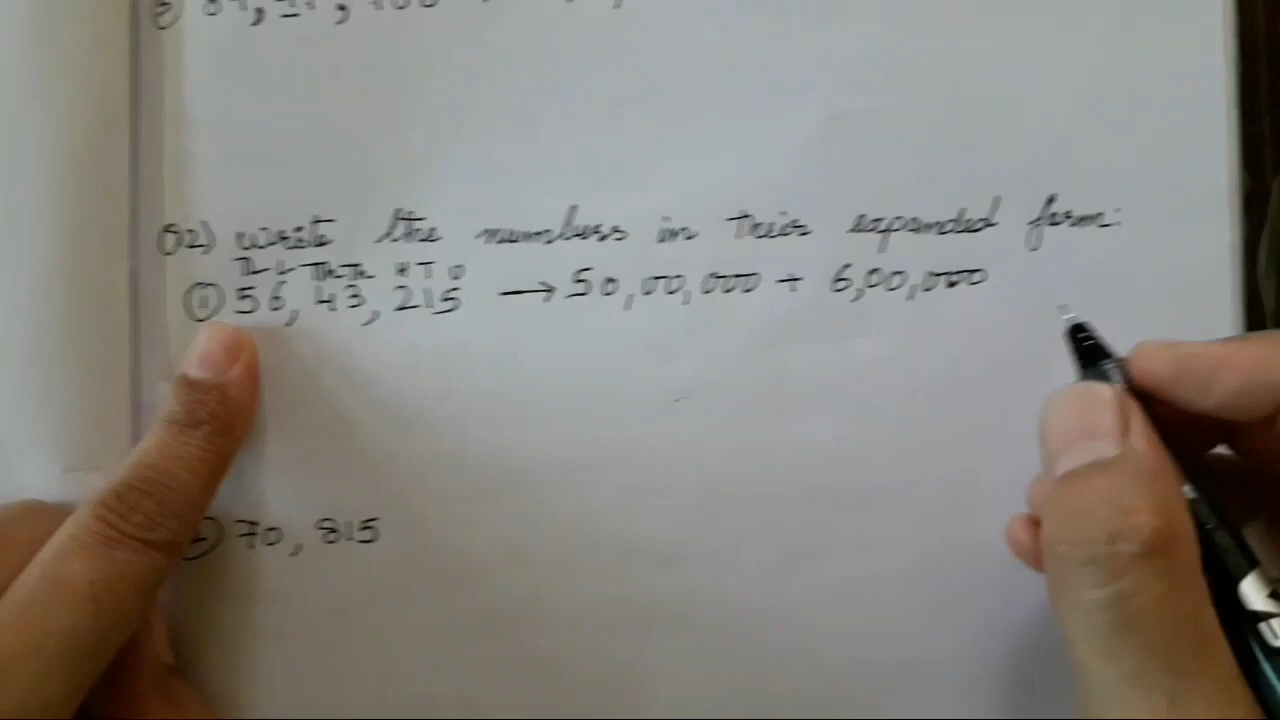 Q2) write the numbers in their expanded form:
TL L TTh Th H T O
① 56, 43, 215 → 50,00,000 + 6,00,000
70, 815